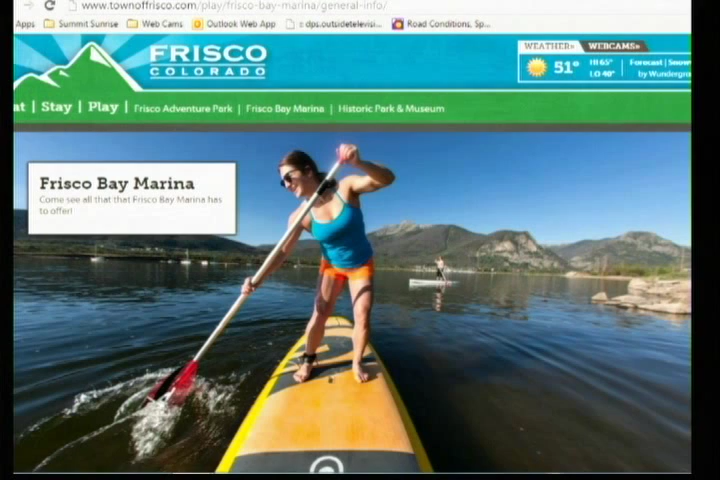 www.townoffrisco.com/play/frisco-bay-marina/general-info/
Apps Summit Sunrise Web Cams Outlook Web App Road Conditions, Sp...
FRISCO
COLORADO
WEATHER» WEBCAMS»
51° HI 65° Forecast | Snow
LO 40° by Wundergro
at | Stay | Play | Frisco Adventure Park | Frisco Bay Marina | Historic Park & Museum
Frisco Bay Marina
Come see all that that Frisco Bay Marina has
to offer!